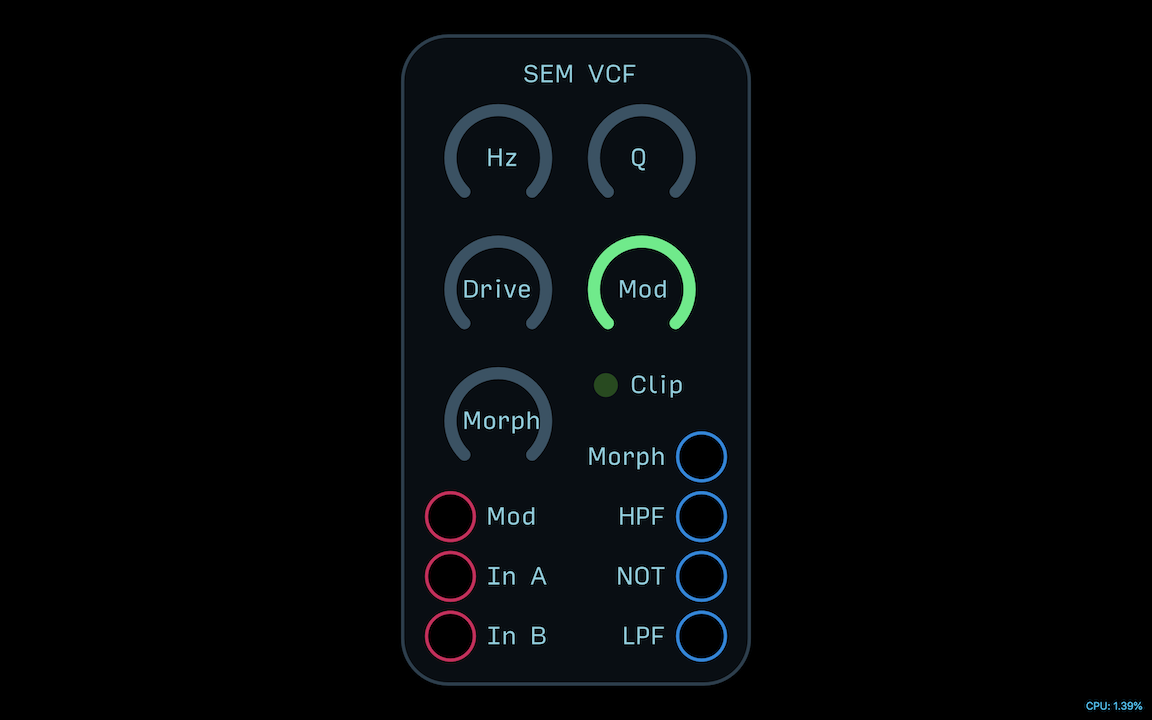 SEM VCF
Hz Q
Drive Mod
Clip
Morph
Morph
Mod HPF
In A NOT
In B LPF
CPU: 1.39%